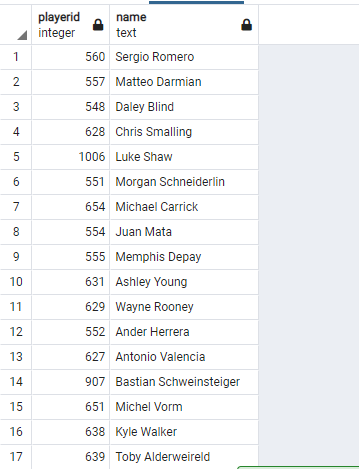 playerid name
integer text
1 560 Sergio Romero
2 557 Matteo Darmian
3 548 Daley Blind
4 628 Chris Smalling
5 1006 Luke Shaw
6 551 Morgan Schneiderlin
7 654 Michael Carrick
8 554 Juan Mata
9 555 Memphis Depay
10 631 Ashley Young
11 629 Wayne Rooney
12 552 Ander Herrera
13 627 Antonio Valencia
14 907 Bastian Schweinsteiger
15 651 Michel Vorm
16 638 Kyle Walker
17 639 Toby Alderweireld